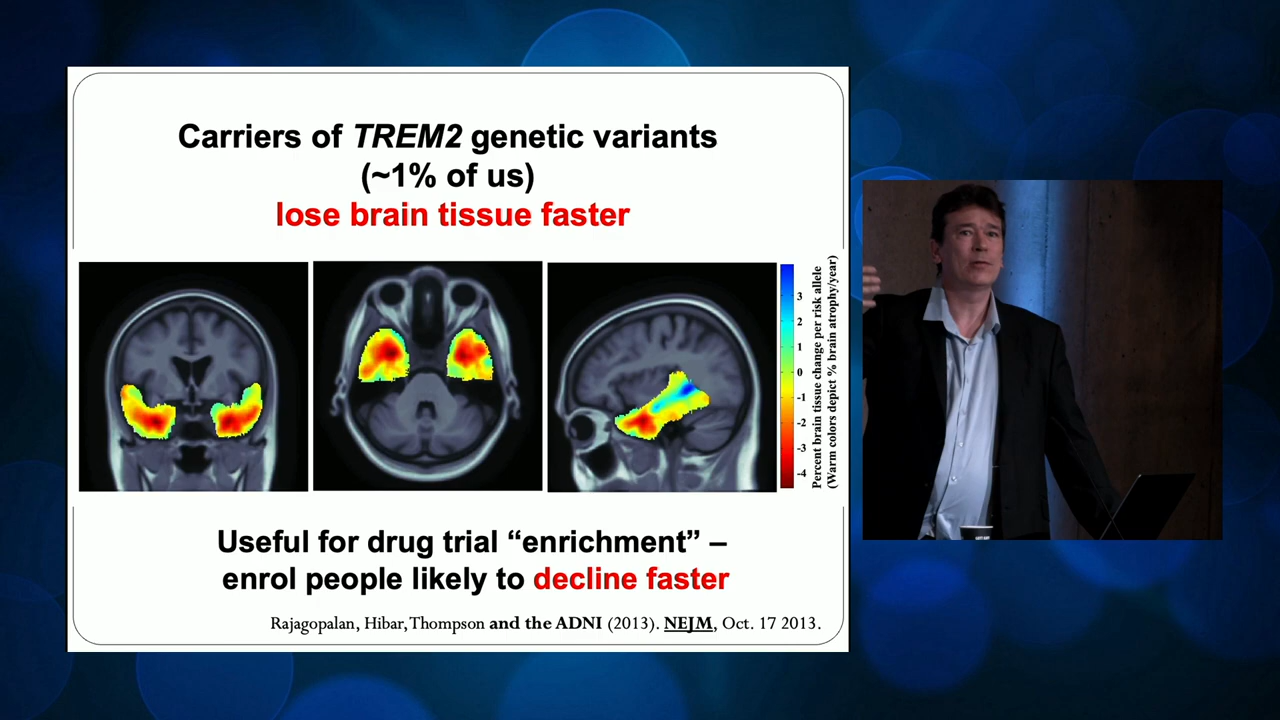 Carriers of TREM2 genetic variants
(~1% of us)
lose brain tissue faster
3
2
1
0
-1
-2
-3
-4
Percent brain tissue change per risk allele
(Warm colors depict % brain atrophy/year)
Useful for drug trial “enrichment” –
enrol people likely to decline faster
Rajagopalan, Hibar,Thompson and the ADNI (2013). NEJM, Oct. 17 2013.